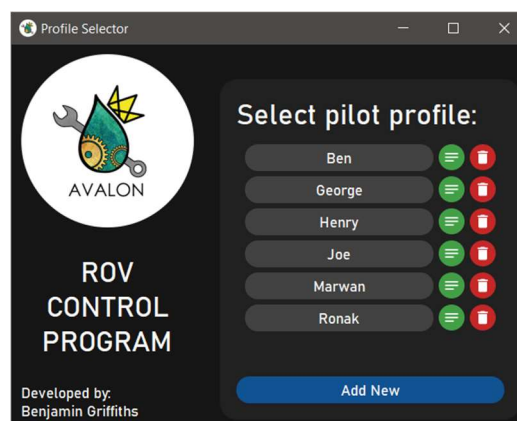 Profile Selector
AVALON
ROV
CONTROL
PROGRAM
Developed by:
Benjamin Griffiths
Select pilot profile:
Ben
George
Henry
Joe
Marwan
Ronak
Add New